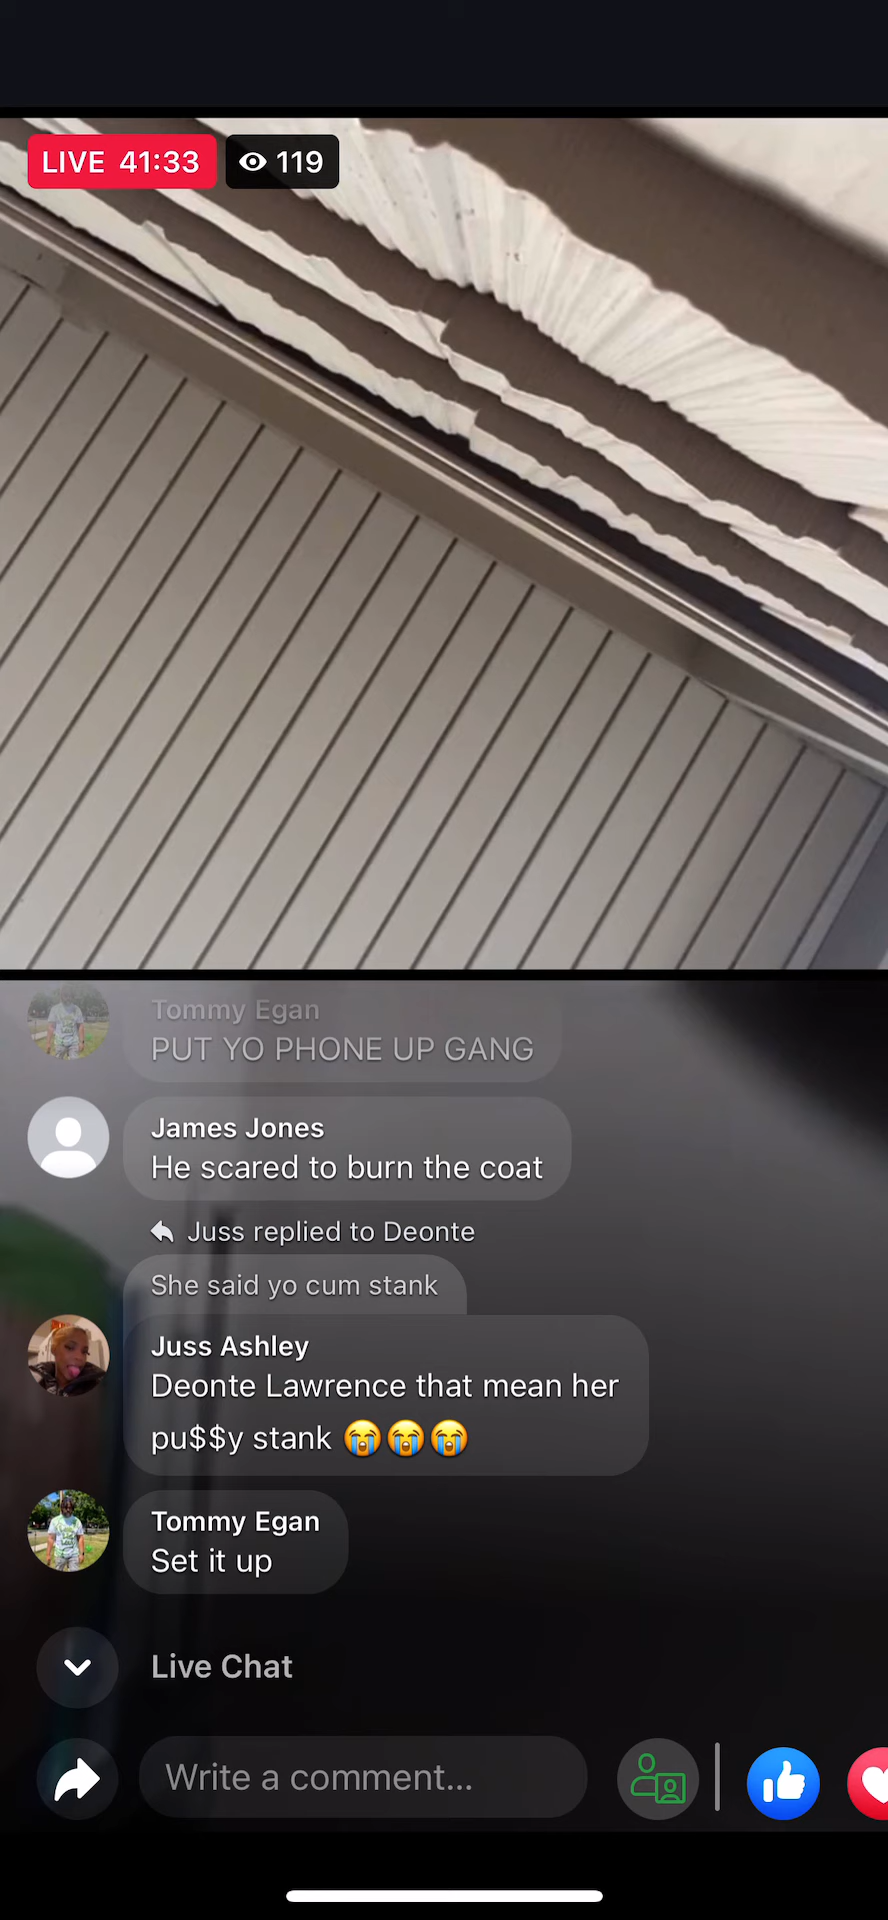 LIVE 41:33 119
Tommy Egan
PUT YO PHONE UP GANG
James Jones
He scared to burn the coat
Juss replied to Deonte
She said yo cum stank
Juss Ashley
Deonte Lawrence that mean her
pu$$y stank 😭😭😭
Tommy Egan
Set it up
Live Chat
Write a comment...